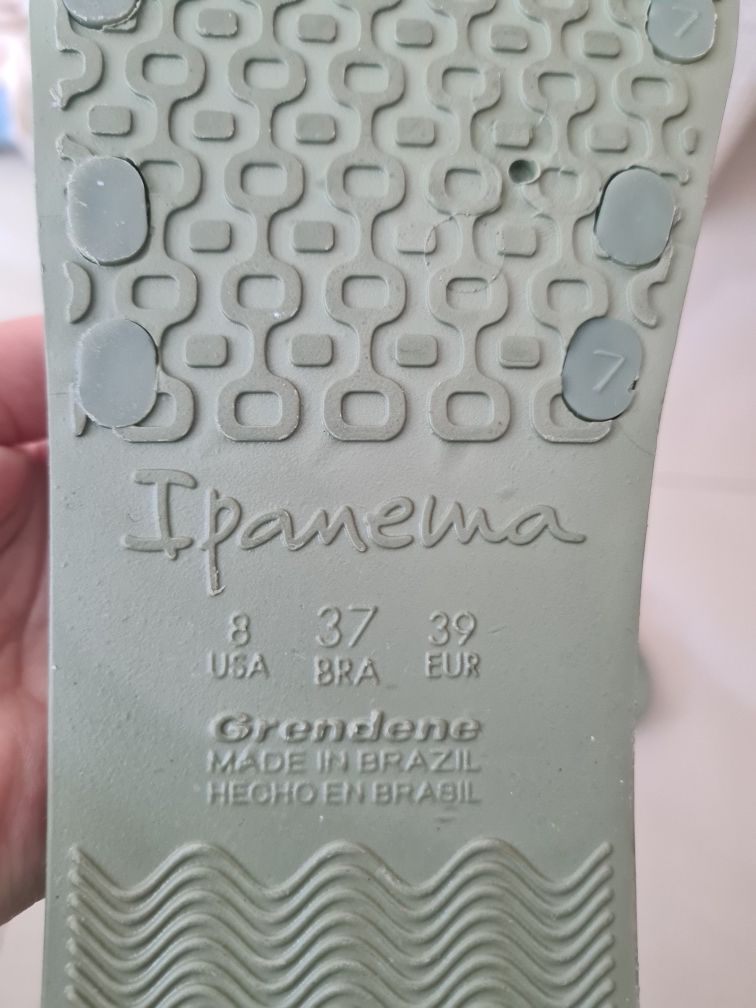 7
7
Ipanema
8 37 39
USA BRA EUR
Grendene
MADE IN BRAZIL
HECHO EN BRASIL